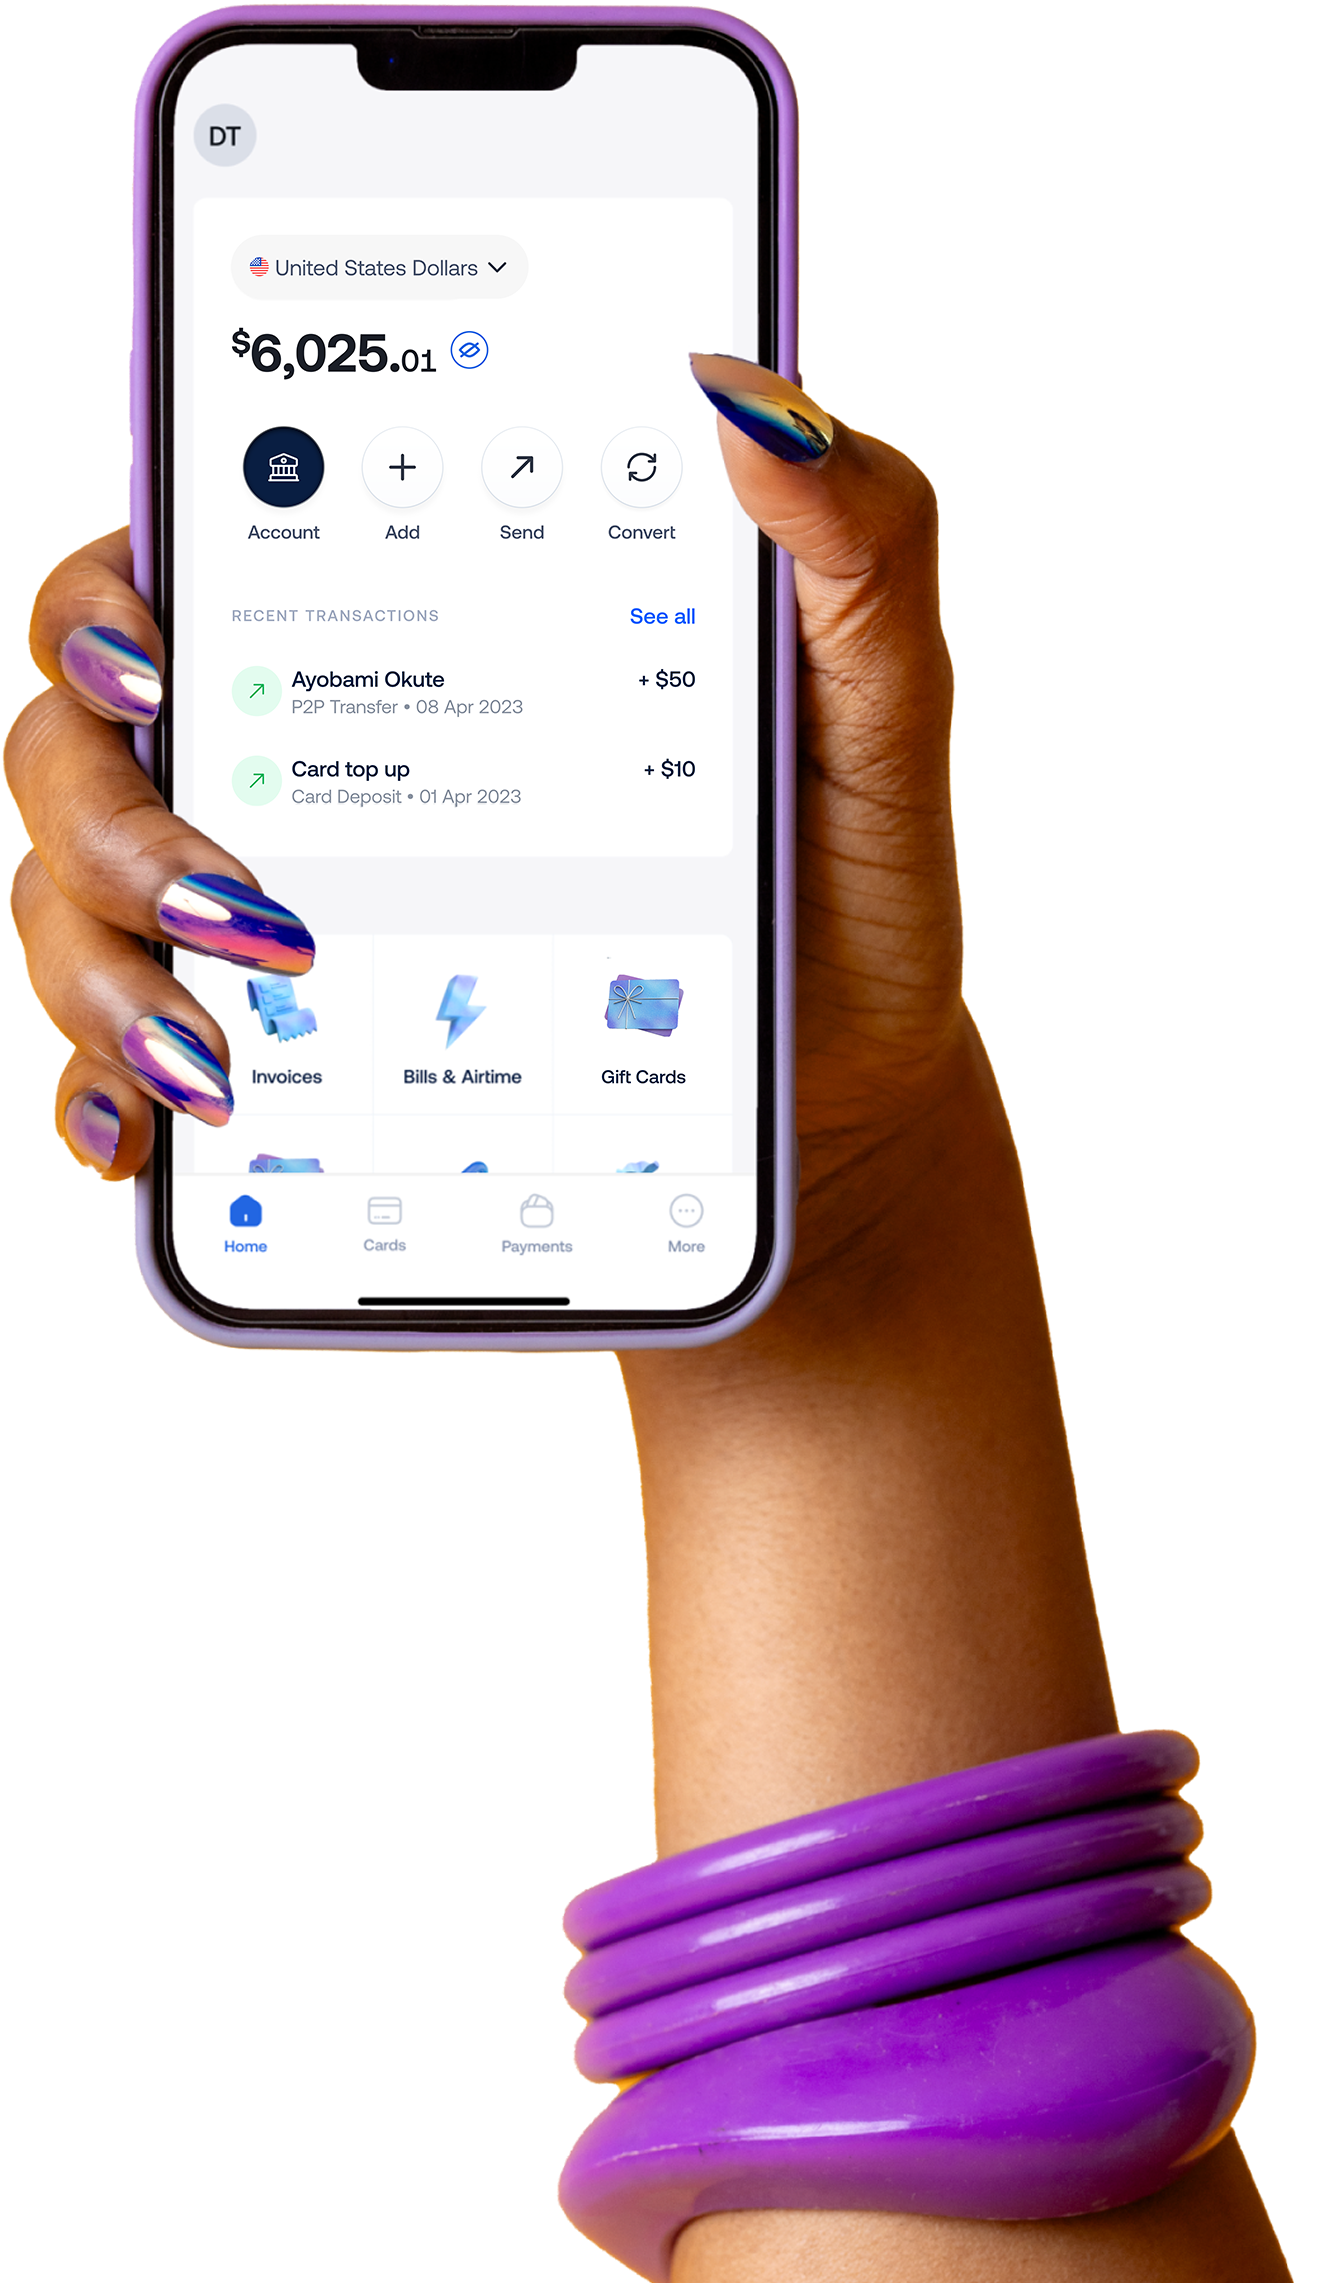 DT
United States Dollars
$6,025.01
Account Add Send Convert
RECENT TRANSACTIONS See all
Ayobami Okute + $50
P2P Transfer • 08 Apr 2023
Card top up + $10
Card Deposit • 01 Apr 2023
Invoices Bills & Airtime Gift Cards
Home Cards Payments More